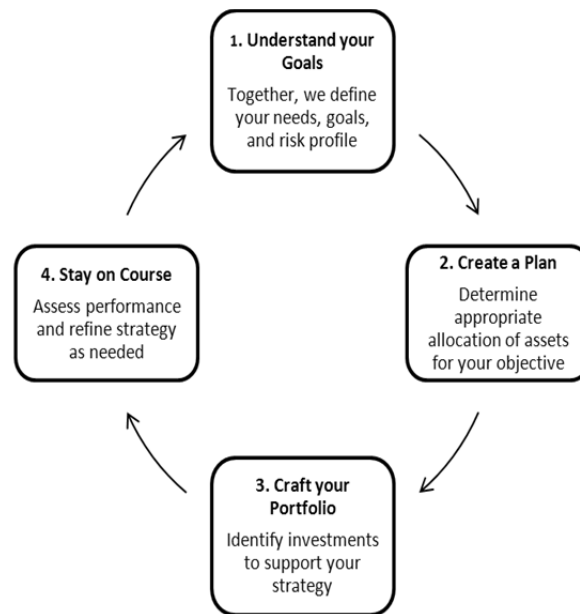 1. Understand your
Goals
Together, we define
your needs, goals,
and risk profile
2. Create a Plan
Determine
appropriate
allocation of assets
for your objective
3. Craft your
Portfolio
Identify investments
to support your
strategy
4. Stay on Course
Assess performance
and refine strategy
as needed